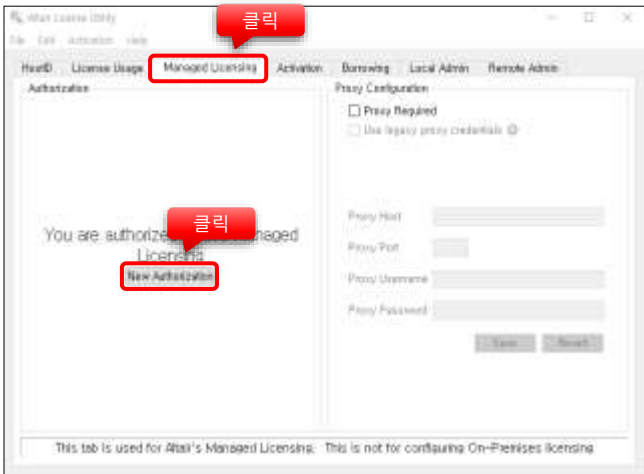 Altair License Utility
클릭
File Edit Activation Help
HostID License Usage Managed Licensing Activation Borrowing Local Admin Remote Admin
Authorization
Proxy Configuration
Proxy Required
Use legacy proxy credentials
클릭
You are authorize naged
Licensing
New Authorization
Proxy Host
Proxy Port
Proxy Username
Proxy Password
Save Reset
This tab is used for Altair's Managed Licensing. This is not for configuring On-Premises licensing